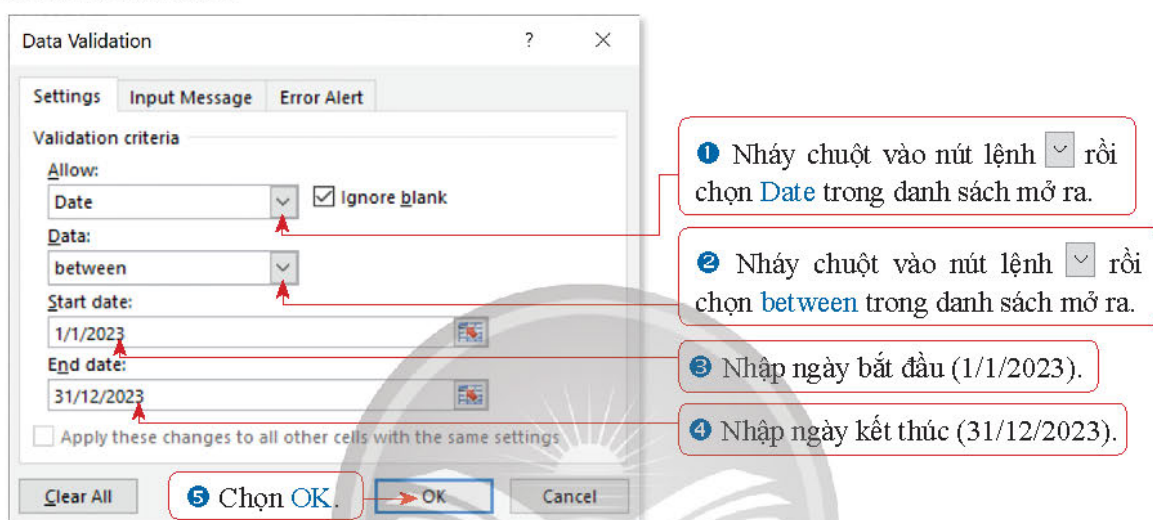 Data Validation ? ×
Settings Input Message Error Alert
Validation criteria
Allow:
Date
Ignore blank
Data:
between
Start date:
1/1/2023
End date:
31/12/2023
Apply these changes to all other cells with the same settings
Clear All
OK
Cancel
❶ Nháy chuột vào nút lệnh rồi
chọn Date trong danh sách mở ra.
❷ Nháy chuột vào nút lệnh rồi
chọn between trong danh sách mở ra.
❸ Nhập ngày bắt đầu (1/1/2023).
❹ Nhập ngày kết thúc (31/12/2023).
❺ Chọn OK.